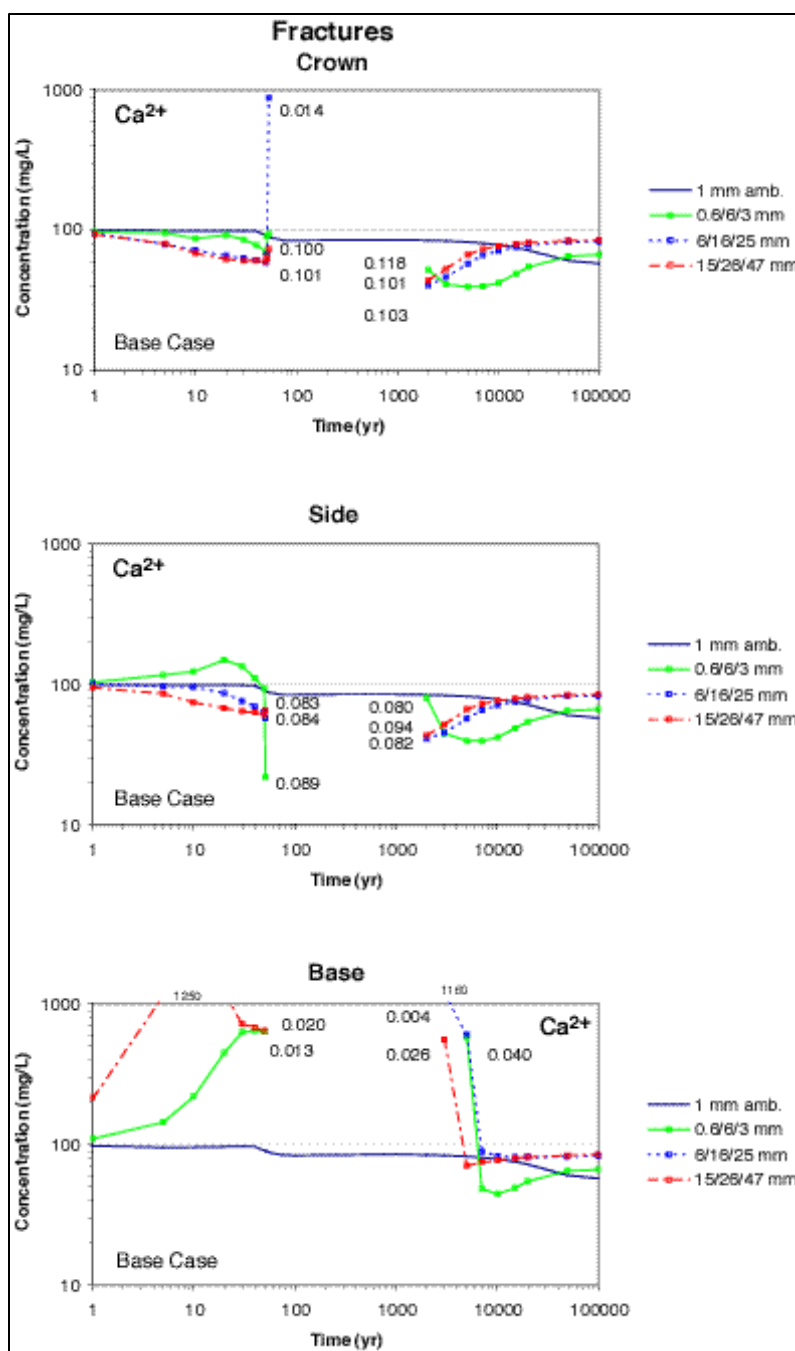 Fractures
Crown
1000
Ca2+
0.014
100
0.100
0.101
0.118
0.101
0.103
Base Case
10
1 10 100 1000 10000 100000
Concentration (mg/L)
Time (yr)
1 mm amb.
0.6/6/3 mm
6/16/25 mm
15/26/47 mm
Side
1000
Ca2+
100
0.083
0.084
0.089
0.080
0.094
0.082
Base Case
10
1 10 100 1000 10000 100000
Concentration (mg/L)
Time (yr)
1 mm amb.
0.6/6/3 mm
6/16/25 mm
15/26/47 mm
Base
1250
1160
1000
Ca2+
0.020
0.013
0.004
0.026
0.040
100
Base Case
10
1 10 100 1000 10000 100000
Concentration (mg/L)
Time (yr)
1 mm amb.
0.6/6/3 mm
6/16/25 mm
15/26/47 mm